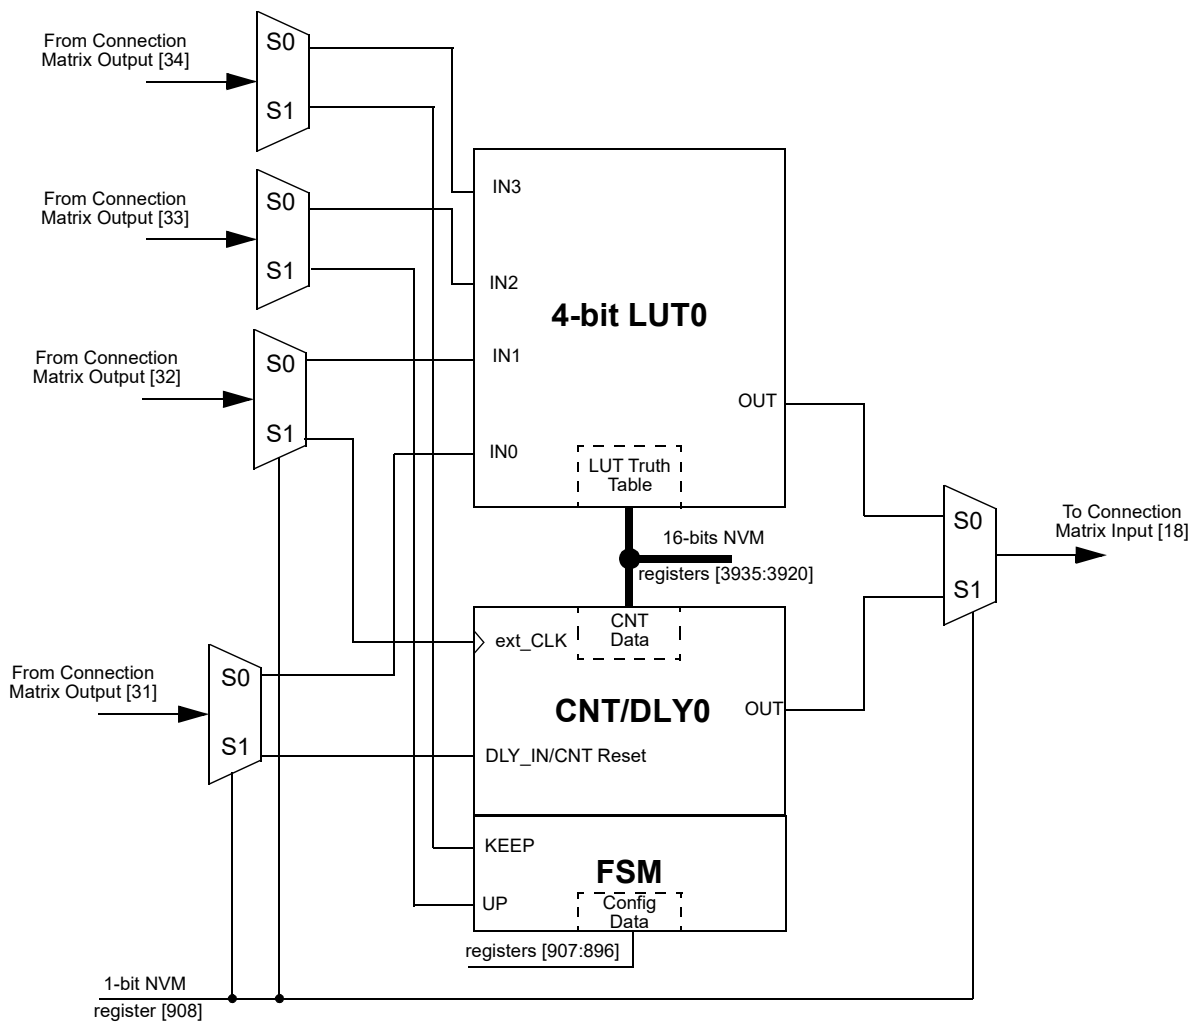 From Connection
Matrix Output [34]
S0
S1
From Connection
Matrix Output [33]
S0
S1
IN3
IN2
4-bit LUT0
From Connection
Matrix Output [32]
S0
S1
IN1
OUT
IN0
LUT Truth
Table
S0
S1
To Connection
Matrix Input [18]
16-bits NVM
registers [3935:3920]
From Connection
Matrix Output [31]
S0
S1
ext_CLK
CNT
Data
CNT/DLY0
OUT
DLY_IN/CNT Reset
KEEP
FSM
UP
Config
Data
registers [907:896]
1-bit NVM
register [908]